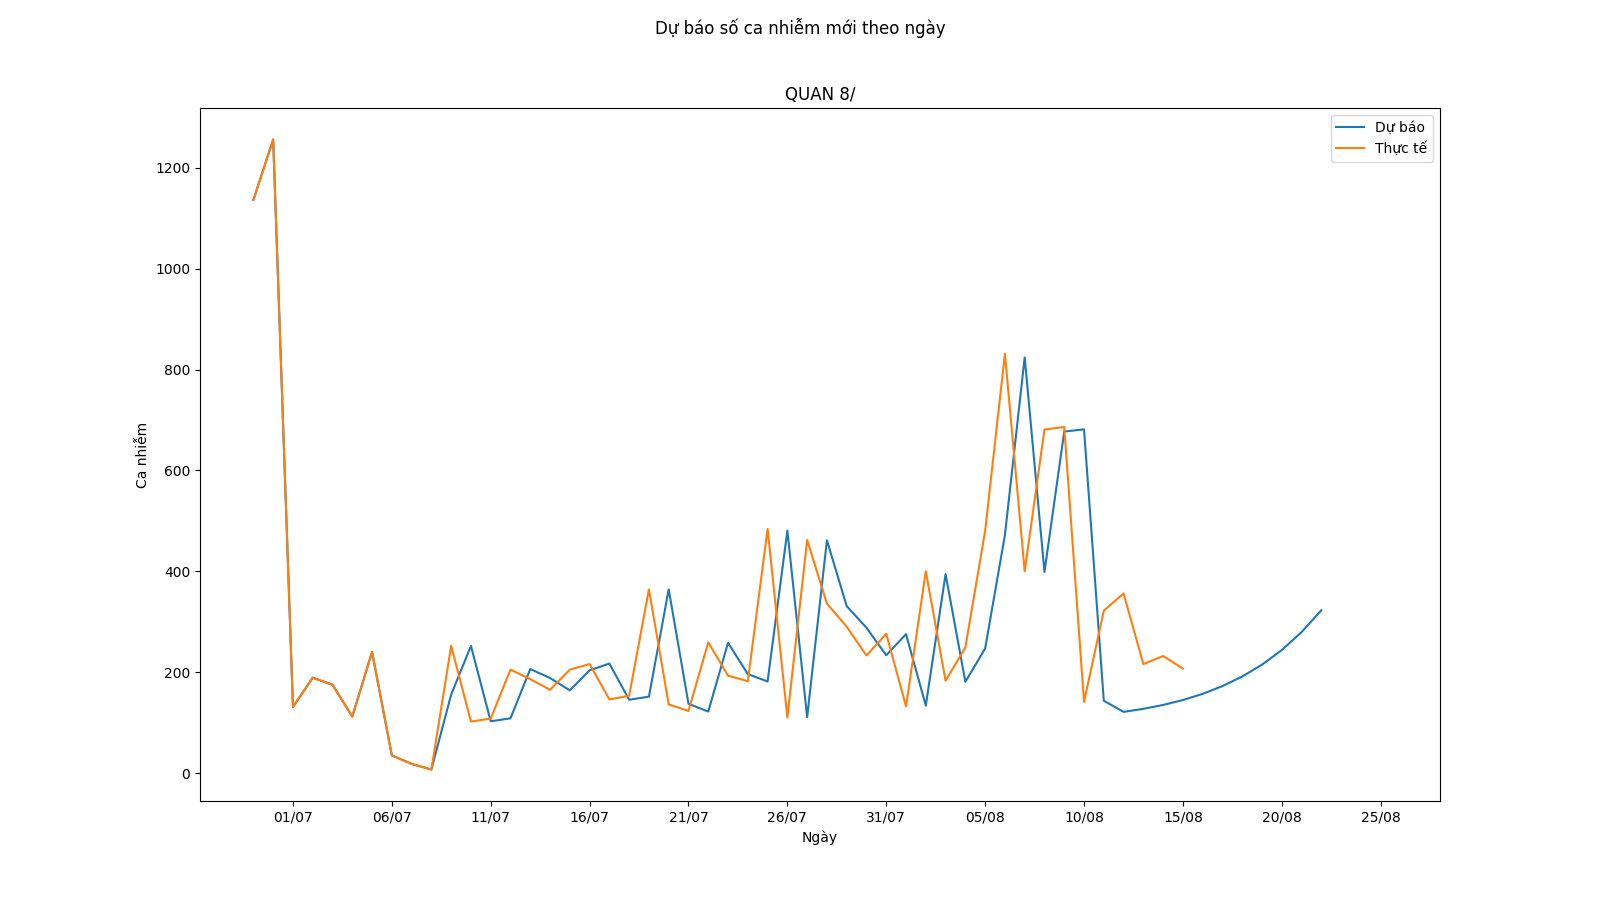 Dự báo số ca nhiễm mới theo ngày
QUAN 8/
Dự báo
Thực tế
1200
1000
800
600
400
200
0
Ca nhiễm
01/07 06/07 11/07 16/07 21/07 26/07 31/07 05/08 10/08 15/08 20/08 25/08
Ngày